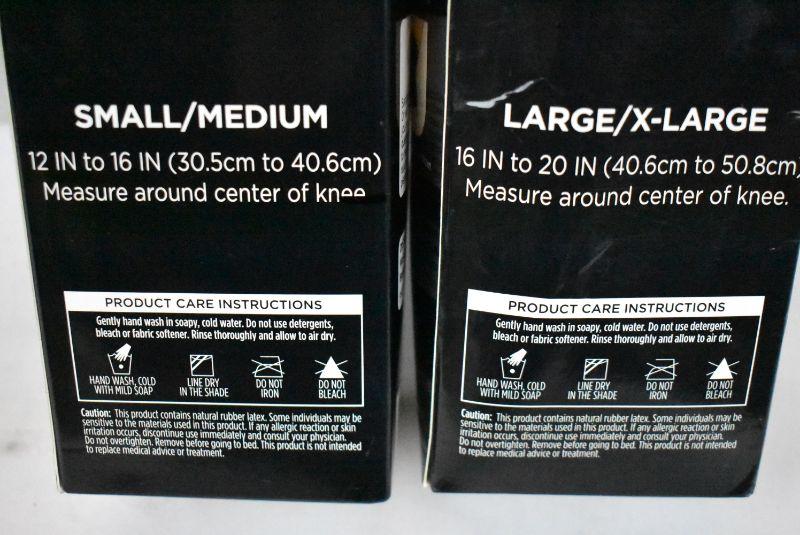 SMALL/MEDIUM
12 IN to 16 IN (30.5cm to 40.6cm)
Measure around center of knee
PRODUCT CARE INSTRUCTIONS
Gently hand wash in soapy, cold water. Do not use detergents,
bleach or fabric softener. Rinse thoroughly and allow to air dry.
HAND WASH, COLD
WITH MILD SOAP
LINE DRY
IN THE SHADE
DO NOT
IRON
DO NOT
BLEACH
Caution: This product contains natural rubber latex. Some individuals may be
sensitive to the materials used in this product. If any allergic reaction or skin
irritation occurs, discontinue use immediately and consult your physician.
Do not overtighten. Remove before going to bed. This product is not intended
to replace medical advice or treatment.
LARGE/X-LARGE
16 IN to 20 IN (40.6cm to 50.8cm)
Measure around center of knee.
PRODUCT CARE INSTRUCTIONS
Gently hand wash in soapy, cold water. Do not use detergents,
bleach or fabric softener. Rinse thoroughly and allow to air dry.
HAND WASH, COLD
WITH MILD SOAP
LINE DRY
IN THE SHADE
DO NOT
IRON
DO NOT
BLEACH
Caution: This product contains natural rubber latex. Some individuals may be
sensitive to the materials used in this product. If any allergic reaction or skin
irritation occurs, discontinue use immediately and consult your physician.
Do not overtighten. Remove before going to bed. This product is not intended
to replace medical advice or treatment.